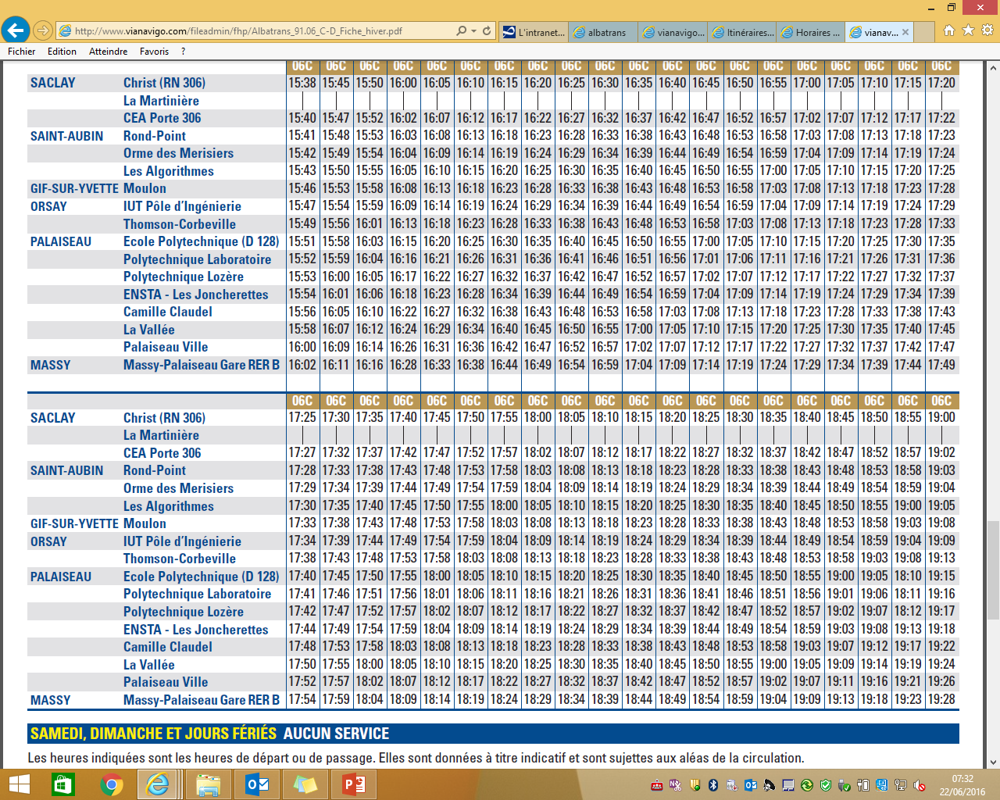 http://www.vianavigo.com/fileadmin/fhp/Albatrans_91.06_C-D_Fiche_hiver.pdf L'intranet... albatrans vianavigo... Itinéraires... Horaires ... vianav...
Fichier Edition Atteindre Favoris ?
06C 06C 06C 06C 06C 06C 06C 06C 06C 06C 06C 06C 06C 06C 06C 06C 06C 06C 06C 06C
SACLAY Christ (RN 306) 15:38 15:45 15:50 16:00 16:05 16:10 16:15 16:20 16:25 16:30 16:35 16:40 16:45 16:50 16:55 17:00 17:05 17:10 17:15 17:20
La Martinière
CEA Porte 306 15:40 15:47 15:52 16:02 16:07 16:12 16:17 16:22 16:27 16:32 16:37 16:42 16:47 16:52 16:57 17:02 17:07 17:12 17:17 17:22
SAINT-AUBIN Rond-Point 15:41 15:48 15:53 16:03 16:08 16:13 16:18 16:23 16:28 16:33 16:38 16:43 16:48 16:53 16:58 17:03 17:08 17:13 17:18 17:23
Orme des Merisiers 15:42 15:49 15:54 16:04 16:09 16:14 16:19 16:24 16:29 16:34 16:39 16:44 16:49 16:54 16:59 17:04 17:09 17:14 17:19 17:24
Les Algorithmes 15:43 15:50 15:55 16:05 16:10 16:15 16:20 16:25 16:30 16:35 16:40 16:45 16:50 16:55 17:00 17:05 17:10 17:15 17:20 17:25
GIF-SUR-YVETTE Moulon 15:46 15:53 15:58 16:08 16:13 16:18 16:23 16:28 16:33 16:38 16:43 16:48 16:53 16:58 17:03 17:08 17:13 17:18 17:23 17:28
ORSAY IUT Pôle d'Ingénierie 15:47 15:54 15:59 16:09 16:14 16:19 16:24 16:29 16:34 16:39 16:44 16:49 16:54 16:59 17:04 17:09 17:14 17:19 17:24 17:29
Thomson-Corbeville 15:49 15:56 16:01 16:13 16:18 16:23 16:28 16:33 16:38 16:43 16:48 16:53 16:58 17:03 17:08 17:13 17:18 17:23 17:28 17:33
PALAISEAU Ecole Polytechnique (D 128) 15:51 15:58 16:03 16:15 16:20 16:25 16:30 16:35 16:40 16:45 16:50 16:55 17:00 17:05 17:10 17:15 17:20 17:25 17:30 17:35
Polytechnique Laboratoire 15:52 15:59 16:04 16:16 16:21 16:26 16:31 16:36 16:41 16:46 16:51 16:56 17:01 17:06 17:11 17:16 17:21 17:26 17:31 17:36
Polytechnique Lozère 15:53 16:00 16:05 16:17 16:22 16:27 16:32 16:37 16:42 16:47 16:52 16:57 17:02 17:07 17:12 17:17 17:22 17:27 17:32 17:37
ENSTA - Les Joncherettes 15:54 16:01 16:06 16:18 16:23 16:28 16:34 16:39 16:44 16:49 16:54 16:59 17:04 17:09 17:14 17:19 17:24 17:29 17:34 17:39
Camille Claudel 15:56 16:05 16:10 16:22 16:27 16:32 16:38 16:43 16:48 16:53 16:58 17:03 17:08 17:13 17:18 17:23 17:28 17:33 17:38 17:43
La Vallée 15:58 16:07 16:12 16:24 16:29 16:34 16:40 16:45 16:50 16:55 17:00 17:05 17:10 17:15 17:20 17:25 17:30 17:35 17:40 17:45
Palaiseau Ville 16:00 16:09 16:14 16:26 16:31 16:36 16:42 16:47 16:52 16:57 17:02 17:07 17:12 17:17 17:22 17:27 17:32 17:37 17:42 17:47
MASSY Massy-Palaiseau Gare RER B 16:02 16:11 16:16 16:28 16:33 16:38 16:44 16:49 16:54 16:59 17:04 17:09 17:14 17:19 17:24 17:29 17:34 17:39 17:44 17:49
06C 06C 06C 06C 06C 06C 06C 06C 06C 06C 06C 06C 06C 06C 06C 06C 06C 06C 06C 06C
SACLAY Christ (RN 306) 17:25 17:30 17:35 17:40 17:45 17:50 17:55 18:00 18:05 18:10 18:15 18:20 18:25 18:30 18:35 18:40 18:45 18:50 18:55 19:00
La Martinière
CEA Porte 306 17:27 17:32 17:37 17:42 17:47 17:52 17:57 18:02 18:07 18:12 18:17 18:22 18:27 18:32 18:37 18:42 18:47 18:52 18:57 19:02
SAINT-AUBIN Rond-Point 17:28 17:33 17:38 17:43 17:48 17:53 17:58 18:03 18:08 18:13 18:18 18:23 18:28 18:33 18:38 18:43 18:48 18:53 18:58 19:03
Orme des Merisiers 17:29 17:34 17:39 17:44 17:49 17:54 17:59 18:04 18:09 18:14 18:19 18:24 18:29 18:34 18:39 18:44 18:49 18:54 18:59 19:04
Les Algorithmes 17:30 17:35 17:40 17:45 17:50 17:55 18:00 18:05 18:10 18:15 18:20 18:25 18:30 18:35 18:40 18:45 18:50 18:55 19:00 19:05
GIF-SUR-YVETTE Moulon 17:33 17:38 17:43 17:48 17:53 17:58 18:03 18:08 18:13 18:18 18:23 18:28 18:33 18:38 18:43 18:48 18:53 18:58 19:03 19:08
ORSAY IUT Pôle d'Ingénierie 17:34 17:39 17:44 17:49 17:54 17:59 18:04 18:09 18:14 18:19 18:24 18:29 18:34 18:39 18:44 18:49 18:54 18:59 19:04 19:09
Thomson-Corbeville 17:38 17:43 17:48 17:53 17:58 18:03 18:08 18:13 18:18 18:23 18:28 18:33 18:38 18:43 18:48 18:53 18:58 19:03 19:08 19:13
PALAISEAU Ecole Polytechnique (D 128) 17:40 17:45 17:50 17:55 18:00 18:05 18:10 18:15 18:20 18:25 18:30 18:35 18:40 18:45 18:50 18:55 19:00 19:05 18:10 19:15
Polytechnique Laboratoire 17:41 17:46 17:51 17:56 18:01 18:06 18:11 18:16 18:21 18:26 18:31 18:36 18:41 18:46 18:51 18:56 19:01 19:06 18:11 19:16
Polytechnique Lozère 17:42 17:47 17:52 17:57 18:02 18:07 18:12 18:17 18:22 18:27 18:32 18:37 18:42 18:47 18:52 18:57 19:02 19:07 18:12 19:17
ENSTA - Les Joncherettes 17:44 17:49 17:54 17:59 18:04 18:09 18:14 18:19 18:24 18:29 18:34 18:39 18:44 18:49 18:54 18:59 19:03 19:08 19:13 19:18
Camille Claudel 17:48 17:53 17:58 18:03 18:08 18:13 18:18 18:23 18:28 18:33 18:38 18:43 18:48 18:53 18:58 19:03 19:07 19:12 19:17 19:22
La Vallée 17:50 17:55 18:00 18:05 18:10 18:15 18:20 18:25 18:30 18:35 18:40 18:45 18:50 18:55 19:00 19:05 19:09 19:14 19:19 19:24
Palaiseau Ville 17:52 17:57 18:02 18:07 18:12 18:17 18:22 18:27 18:32 18:37 18:42 18:47 18:52 18:57 19:02 19:07 19:11 19:16 19:21 19:26
MASSY Massy-Palaiseau Gare RER B 17:54 17:59 18:04 18:09 18:14 18:19 18:24 18:29 18:34 18:39 18:44 18:49 18:54 18:59 19:04 19:09 19:13 19:18 19:23 19:28
SAMEDI, DIMANCHE ET JOURS FÉRIÉS AUCUN SERVICE
Les heures indiquées sont les heures de départ ou de passage. Elles sont données à titre indicatif et sont sujettes aux aléas de la circulation.
07:32
22/06/2016